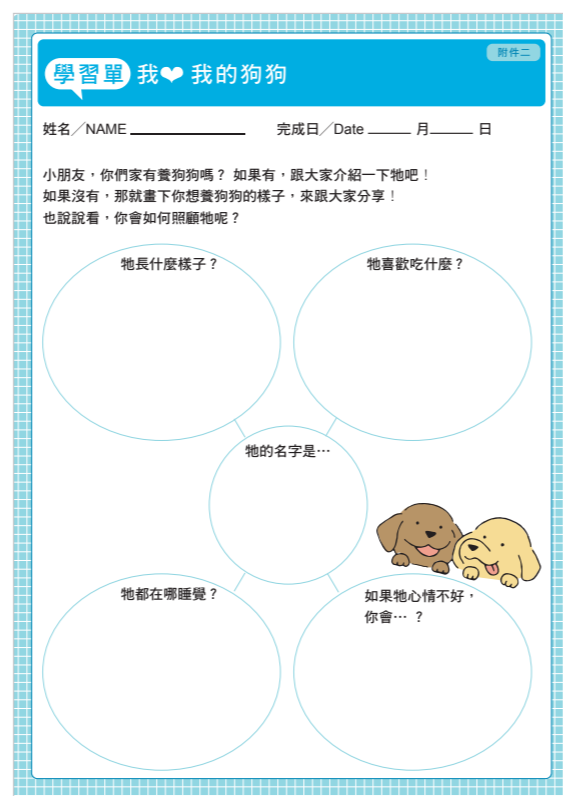 附件二
學習單 我❤我的狗狗
姓名╱NAME 完成日╱Date 月 日
小朋友，你們家有養狗狗嗎？如果有，跟大家介紹一下牠吧！
如果沒有，那就畫下你想養狗狗的樣子，來跟大家分享！
也說說看，你會如何照顧牠呢？
牠長什麼樣子？
牠喜歡吃什麼？
牠的名字是…
牠都在哪睡覺？
如果牠心情不好，
你會… ？